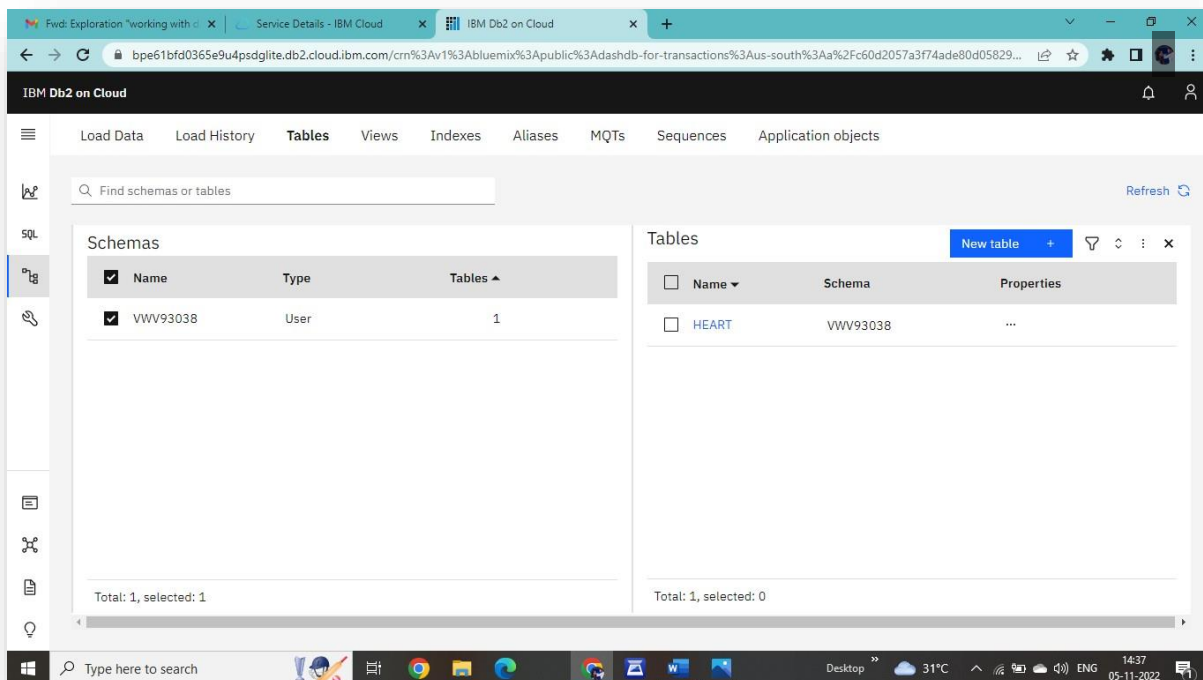 Fwd: Exploration "working with d
Service Details - IBM Cloud
IBM Db2 on Cloud
bpe61bfd0365e9u4psdglite.db2.cloud.ibm.com/crn%3Av1%3Abluemix%3Apublic%3Adashdb-for-transactions%3Aus-south%3Aa%2Fc60d2057a3f74ade80d05829...
IBM Db2 on Cloud
Load Data Load History Tables Views Indexes Aliases MQTs Sequences Application objects
Find schemas or tables
Refresh
SQL
Schemas
Name Type Tables
VWV93038 User 1
Total: 1, selected: 1
Tables
New table +
Name Schema Properties
HEART VWV93038 ...
Total: 1, selected: 0
Type here to search
Desktop » 31°C ENG 14:37
05-11-2022